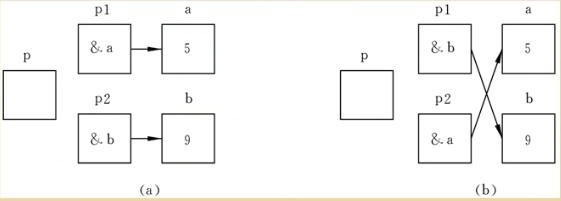 p1 a p1 a
p &a 5 p &b 5
p2 b p2 b
&b 9 &a 9
(a) (b)